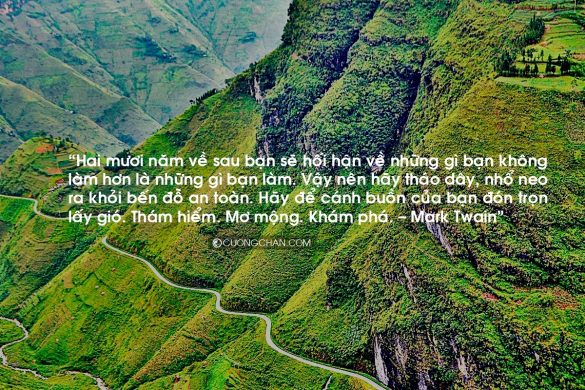 “Hai mươi năm về sau bạn sẽ hối hận về những gì bạn không
làm hơn là những gì bạn làm. Vậy nên hãy tháo dây, nhổ neo
ra khỏi bến đỗ an toàn. Hãy để cánh buồm của bạn đón trọn
lấy gió. Thám hiểm. Mơ mộng. Khám phá. – Mark Twain”
CUONGCHAN.COM